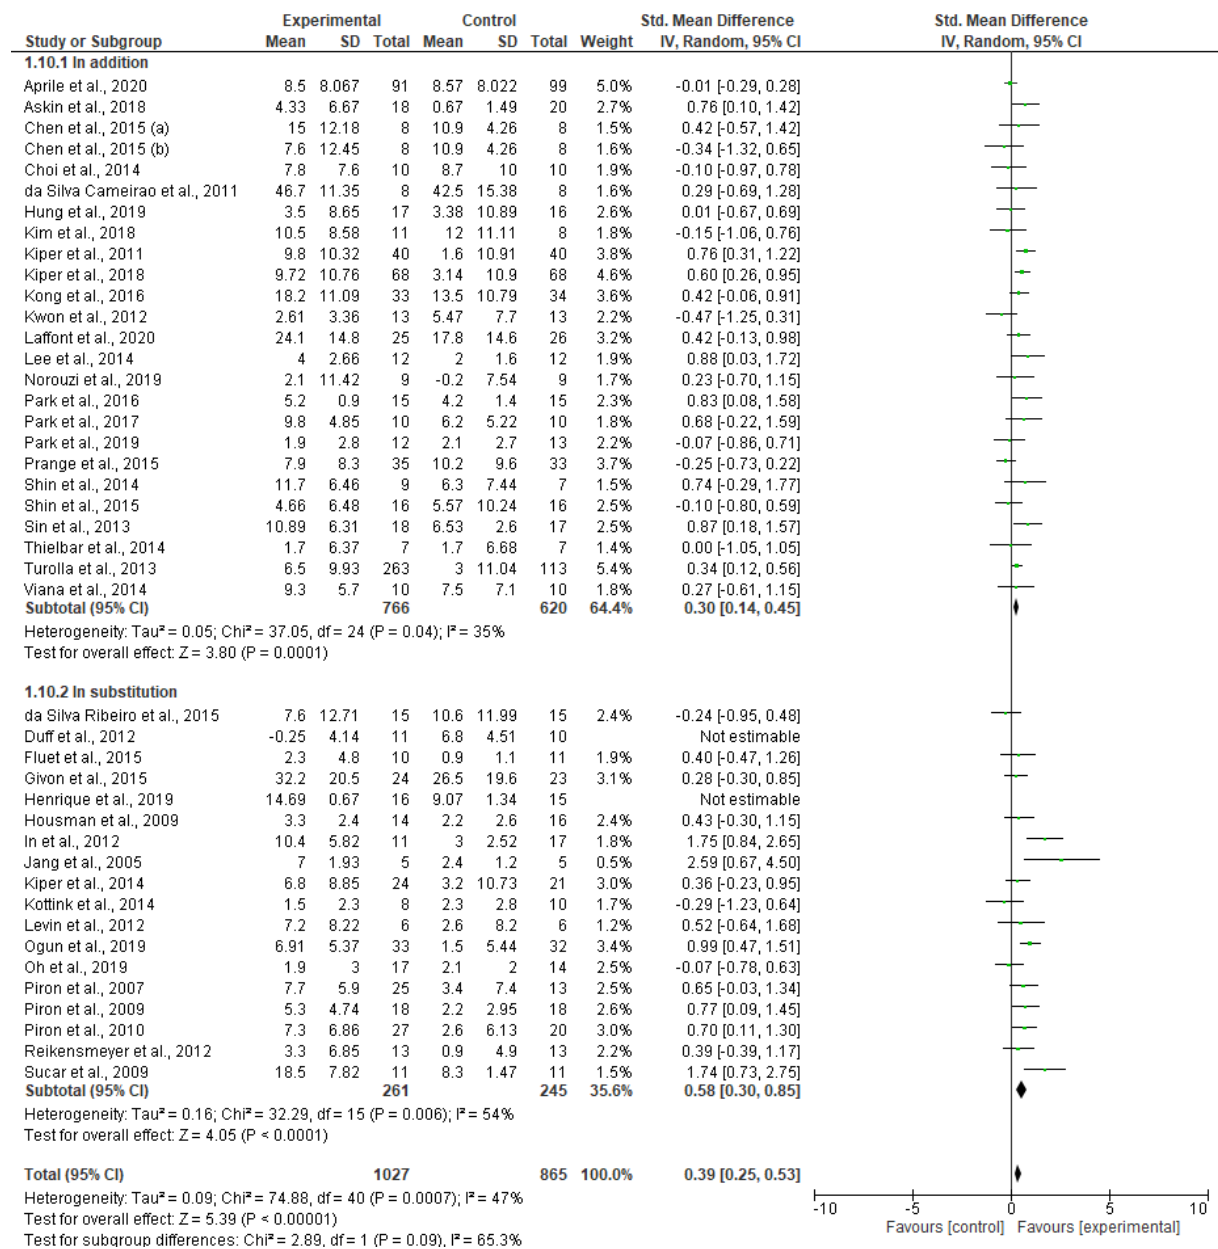 Experimental Control Std. Mean Difference Std. Mean Difference
Study or Subgroup Mean SD Total Mean SD Total Weight IV, Random, 95% CI IV, Random, 95% CI
1.10.1 In addition
Aprile et al., 2020 8.5 8.067 91 8.57 8.022 99 5.0% -0.01 [-0.29, 0.28]
Askin et al., 2018 4.33 6.67 18 0.67 1.49 20 2.7% 0.76 [0.10, 1.42]
Chen et al., 2015 (a) 15 12.18 8 10.9 4.26 8 1.5% 0.42 [-0.57, 1.42]
Chen et al., 2015 (b) 7.6 12.45 8 10.9 4.26 8 1.6% -0.34 [-1.32, 0.65]
Choi et al., 2014 7.8 7.6 10 8.7 10 10 1.9% -0.10 [-0.97, 0.78]
da Silva Cameirao et al., 2011 46.7 11.35 8 42.5 15.38 8 1.6% 0.29 [-0.69, 1.28]
Hung et al., 2019 3.5 8.65 17 3.38 10.89 16 2.6% 0.01 [-0.67, 0.69]
Kim et al., 2018 10.5 8.58 11 12 11.11 8 1.8% -0.15 [-1.06, 0.76]
Kiper et al., 2011 9.8 10.32 40 1.6 10.91 40 3.8% 0.76 [0.31, 1.22]
Kiper et al., 2018 9.72 10.76 68 3.14 10.9 68 4.6% 0.60 [0.26, 0.95]
Kong et al., 2016 18.2 11.09 33 13.5 10.79 34 3.6% 0.42 [-0.06, 0.91]
Kwon et al., 2012 2.61 3.36 13 5.47 7.7 13 2.2% -0.47 [-1.25, 0.31]
Laffont et al., 2020 24.1 14.8 25 17.8 14.6 26 3.2% 0.42 [-0.13, 0.98]
Lee et al., 2014 4 2.66 12 2 1.6 12 1.9% 0.88 [0.03, 1.72]
Norouzi et al., 2019 2.1 11.42 9 -0.2 7.54 9 1.7% 0.23 [-0.70, 1.15]
Park et al., 2016 5.2 0.9 15 4.2 1.4 15 2.3% 0.83 [0.08, 1.58]
Park et al., 2017 9.8 4.85 10 6.2 5.22 10 1.8% 0.68 [-0.22, 1.59]
Park et al., 2019 1.9 2.8 12 2.1 2.7 13 2.2% -0.07 [-0.86, 0.71]
Prange et al., 2015 7.9 8.3 35 10.2 9.6 33 3.7% -0.25 [-0.73, 0.22]
Shin et al., 2014 11.7 6.46 9 6.3 7.44 7 1.5% 0.74 [-0.29, 1.77]
Shin et al., 2015 4.66 6.48 16 5.57 10.24 16 2.5% -0.10 [-0.80, 0.59]
Sin et al., 2013 10.89 6.31 18 6.53 2.6 17 2.5% 0.87 [0.18, 1.57]
Thielbar et al., 2014 1.7 6.37 7 1.7 6.68 7 1.4% 0.00 [-1.05, 1.05]
Turolla et al., 2013 6.5 9.93 263 3 11.04 113 5.4% 0.34 [0.12, 0.56]
Viana et al., 2014 9.3 5.7 10 7.5 7.1 10 1.8% 0.27 [-0.61, 1.15]
Subtotal (95% CI) 766 620 64.4% 0.30 [0.14, 0.45]
Heterogeneity: Tau² = 0.05; Chi² = 37.05, df = 24 (P = 0.04); I² = 35%
Test for overall effect: Z = 3.80 (P = 0.0001)
1.10.2 In substitution
da Silva Ribeiro et al., 2015 7.6 12.71 15 10.6 11.99 15 2.4% -0.24 [-0.95, 0.48]
Duff et al., 2012 -0.25 4.14 11 6.8 4.51 10 Not estimable
Fluet et al., 2015 2.3 4.8 10 0.9 1.1 11 1.9% 0.40 [-0.47, 1.26]
Givon et al., 2015 32.2 20.5 24 26.5 19.6 23 3.1% 0.28 [-0.30, 0.85]
Henrique et al., 2019 14.69 0.67 16 9.07 1.34 15 Not estimable
Housman et al., 2009 3.3 2.4 14 2.2 2.6 16 2.4% 0.43 [-0.30, 1.15]
In et al., 2012 10.4 5.82 11 3 2.52 17 1.8% 1.75 [0.84, 2.65]
Jang et al., 2005 7 1.93 5 2.4 1.2 5 0.5% 2.59 [0.67, 4.50]
Kiper et al., 2014 6.8 8.85 24 3.2 10.73 21 3.0% 0.36 [-0.23, 0.95]
Kottink et al., 2014 1.5 2.3 8 2.3 2.8 10 1.7% -0.29 [-1.23, 0.64]
Levin et al., 2012 7.2 8.22 6 2.6 8.2 6 1.2% 0.52 [-0.64, 1.68]
Ogun et al., 2019 6.91 5.37 33 1.5 5.44 32 3.4% 0.99 [0.47, 1.51]
Oh et al., 2019 1.9 3 17 2.1 2 14 2.5% -0.07 [-0.78, 0.63]
Piron et al., 2007 7.7 5.9 25 3.4 7.4 13 2.5% 0.65 [-0.03, 1.34]
Piron et al., 2009 5.3 4.74 18 2.2 2.95 18 2.6% 0.77 [0.09, 1.45]
Piron et al., 2010 7.3 6.86 27 2.6 6.13 20 3.0% 0.70 [0.11, 1.30]
Reikensmeyer et al., 2012 3.3 6.85 13 0.9 4.9 13 2.2% 0.39 [-0.39, 1.17]
Sucar et al., 2009 18.5 7.82 11 8.3 1.47 11 1.5% 1.74 [0.73, 2.75]
Subtotal (95% CI) 261 245 35.6% 0.58 [0.30, 0.85]
Heterogeneity: Tau² = 0.16; Chi² = 32.29, df = 15 (P = 0.006); I² = 54%
Test for overall effect: Z = 4.05 (P < 0.0001)
Total (95% CI) 1027 865 100.0% 0.39 [0.25, 0.53]
Heterogeneity: Tau² = 0.09; Chi² = 74.88, df = 40 (P = 0.0007); I² = 47%
Test for overall effect: Z = 5.39 (P < 0.00001)
Test for subgroup differences: Chi² = 2.89, df = 1 (P = 0.09), I² = 65.3%
-10 -5 0 5 10
Favours [control] Favours [experimental]